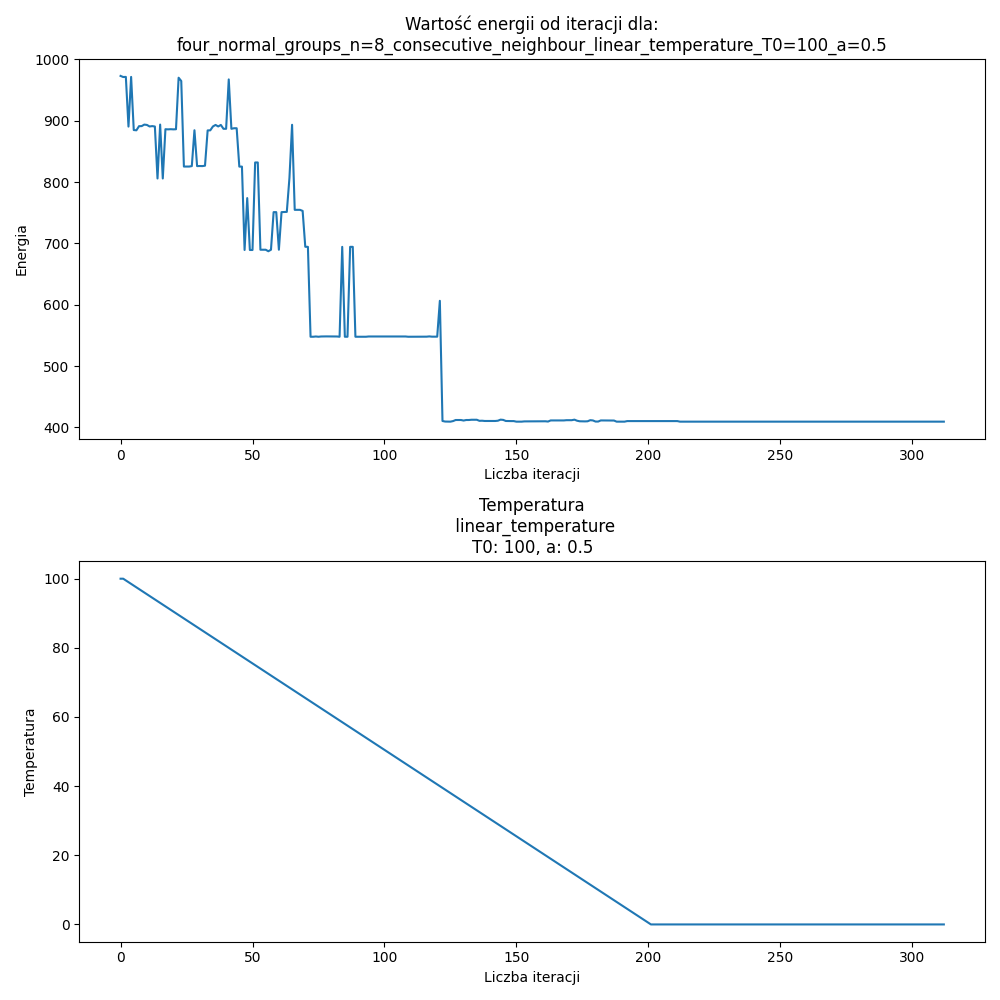 Wartość energii od iteracji dla:
four_normal_groups_n=8_consecutive_neighbour_linear_temperature_T0=100_a=0.5
1000
900
800
700
600
500
400
Energia
0 50 100 150 200 250 300
Liczba iteracji
Temperatura
linear_temperature
T0: 100, a: 0.5
100
80
60
40
20
0
Temperatura
0 50 100 150 200 250 300
Liczba iteracji